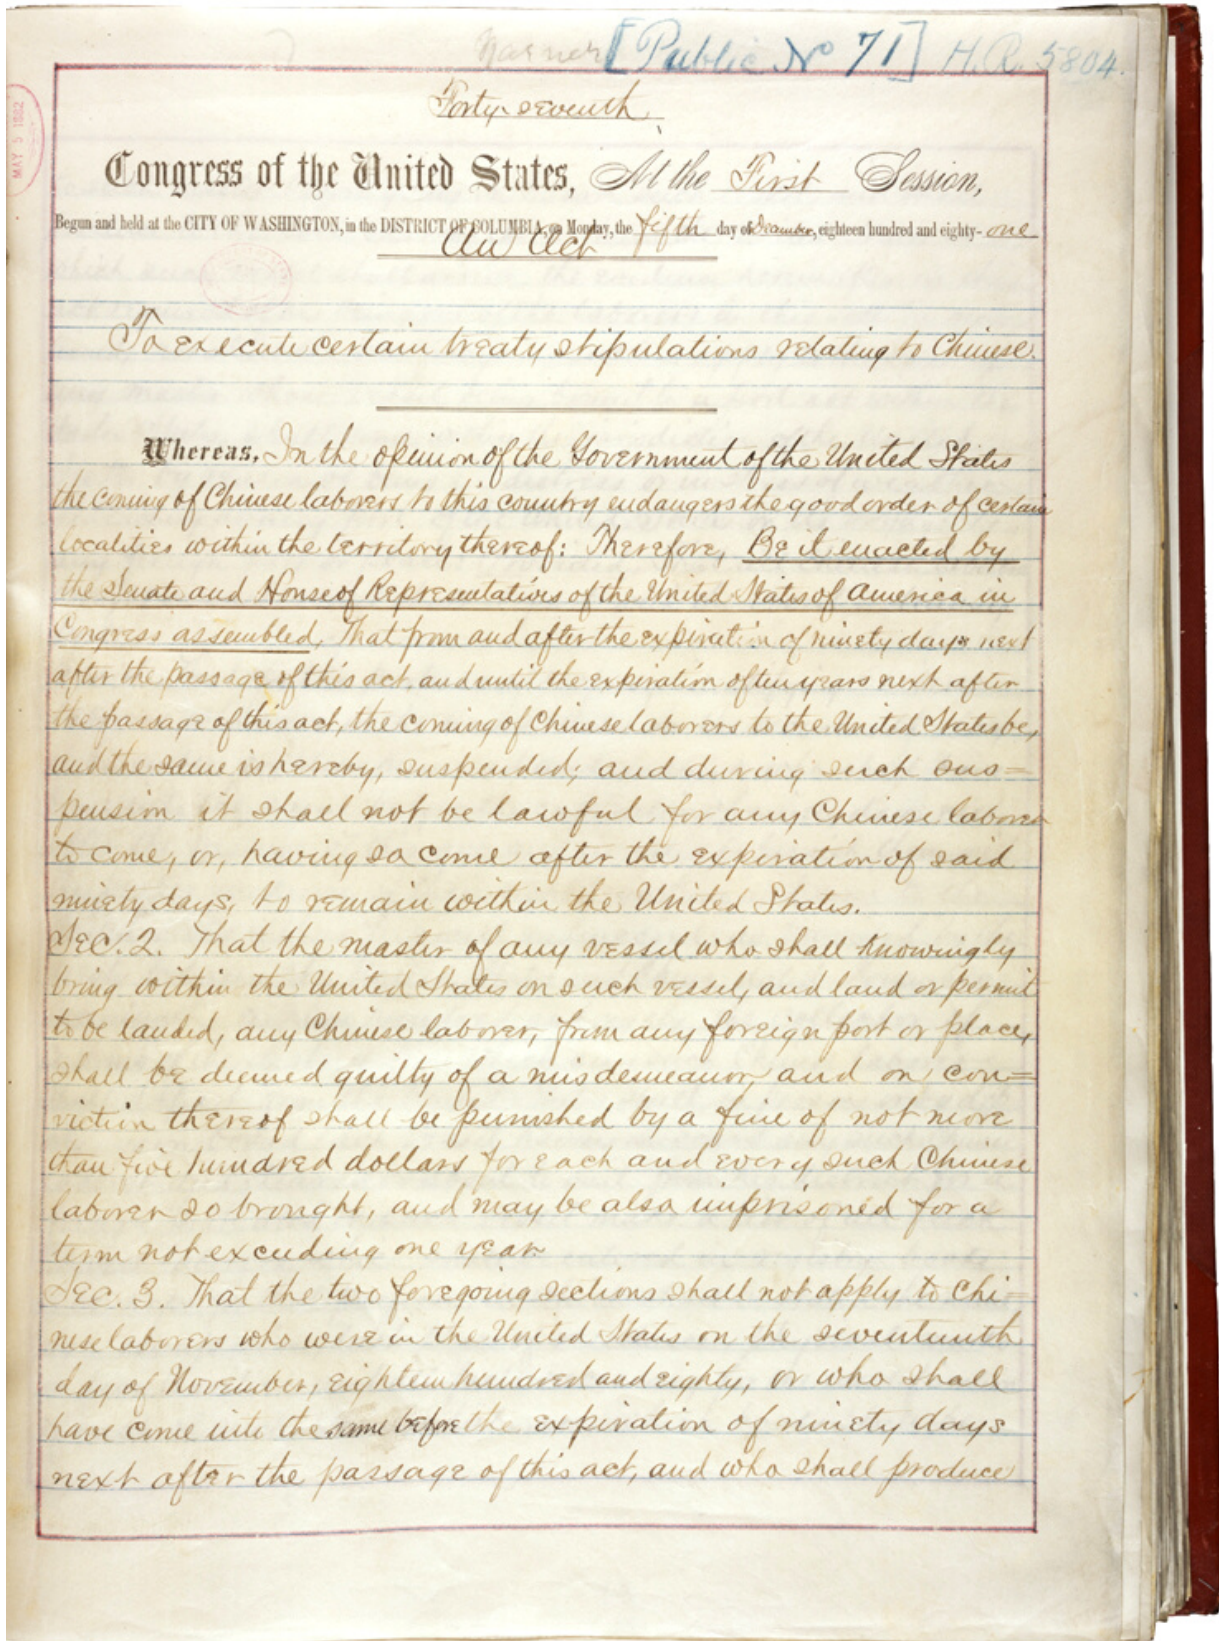 Warner [Public No 71] H.R. 5804.
MAY 5 1882
Forty-seventh
Congress of the United States, At the First Session,
Begun and held at the CITY OF WASHINGTON, in the DISTRICT OF COLUMBIA, on Monday, the fifth day of December, eighteen hundred and eighty-one
An Act
To execute certain treaty stipulations relating to Chinese.
Whereas, In the opinion of the Government of the United States
the coming of Chinese laborers to this country endangers the good order of certain
localities within the territory thereof: Therefore, Be it enacted by
the Senate and House of Representatives of the United States of America in
Congress assembled, That from and after the expiration of ninety days next
after the passage of this act, and until the expiration of ten years next after
the passage of this act, the coming of Chinese laborers to the United States be,
and the same is hereby, suspended; and during such sus=
pension it shall not be lawful for any Chinese laborer
to come, or, having so come after the expiration of said
ninety days, to remain within the United States.
SEC. 2. That the master of any vessel who shall knowingly
bring within the United States on such vessel, and land or permit
to be landed, any Chinese laborer, from any foreign port or place,
shall be deemed guilty of a misdemeanor, and on con=
viction thereof shall be punished by a fine of not more
than five hundred dollars for each and every such Chinese
laborer so brought, and may be also imprisoned for a
term not exceeding one year.
SEC. 3. That the two foregoing sections shall not apply to Chi=
nese laborers who were in the United States on the seventeenth
day of November, eighteen hundred and eighty, or who shall
have come into the same before the expiration of ninety days
next after the passage of this act, and who shall produce